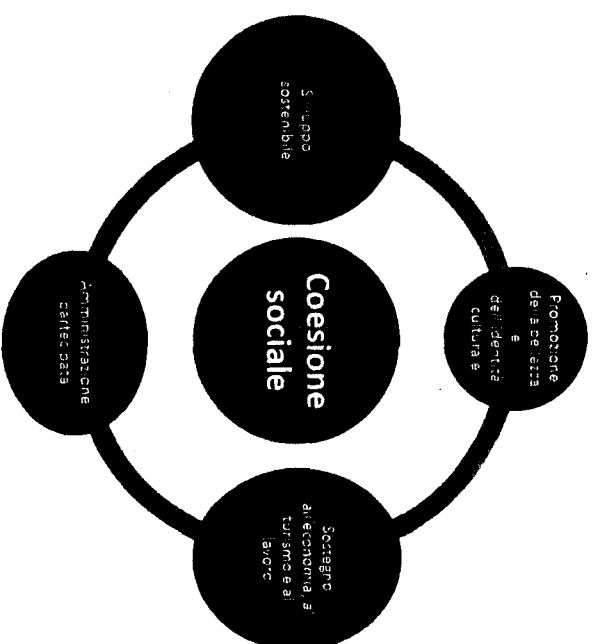 Promozione
della bellezza
e
dell'identità
culturale
Sviluppo
sostenibile
Coesione
sociale
Sostegno
all'economia, al
turismo e al
lavoro
Amministrazione
partecipata